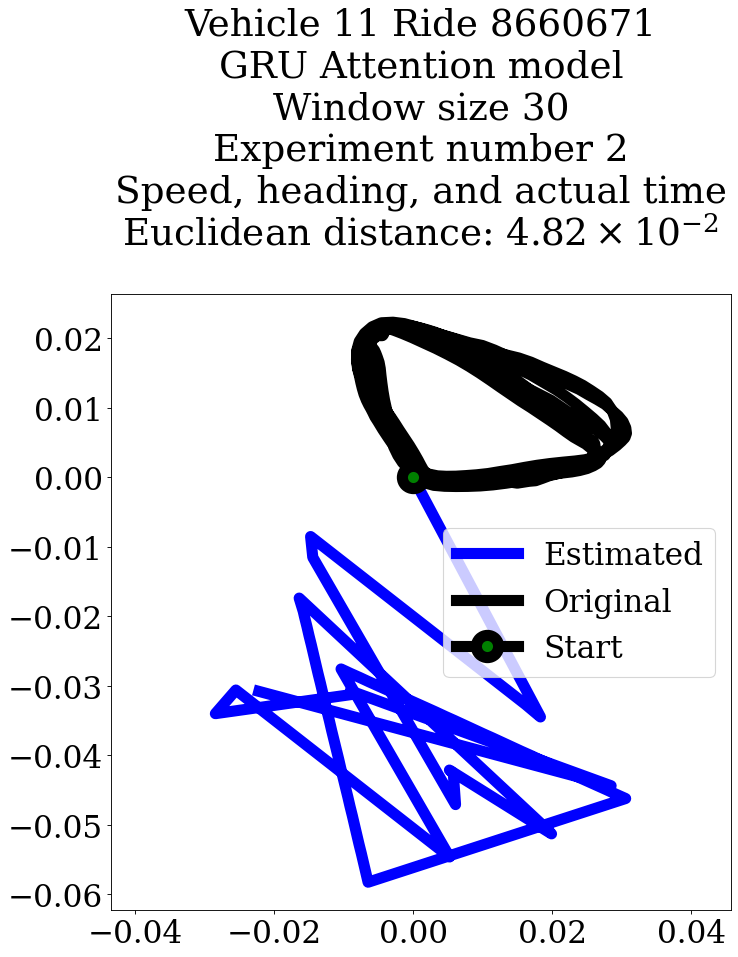 Vehicle 11 Ride 8660671
GRU Attention model
Window size 30
Experiment number 2
Speed, heading, and actual time
Euclidean distance: 4.82 × 10⁻²
0.02
0.01
0.00
−0.01
−0.02
−0.03
−0.04
−0.05
−0.06
Estimated
Original
Start
−0.04 −0.02 0.00 0.02 0.04